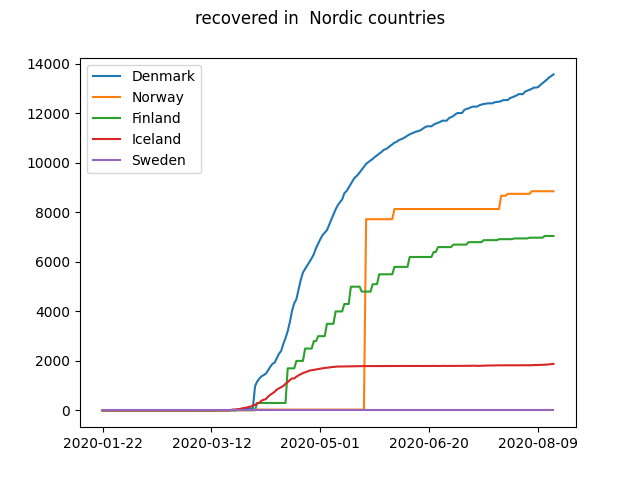 recovered in  Nordic countries
14000
12000
10000
8000
6000
4000
2000
0
Denmark
Norway
Finland
Iceland
Sweden
2020-01-22 2020-03-12 2020-05-01 2020-06-20 2020-08-09